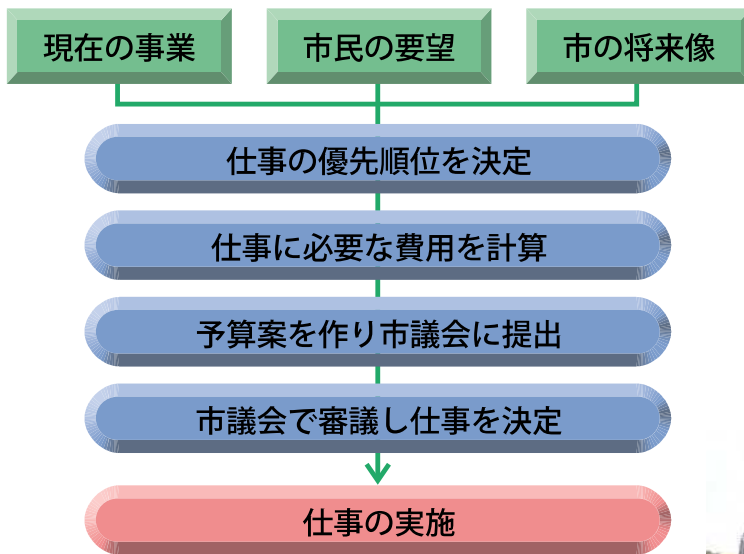 現在の事業
市民の要望
市の将来像
仕事の優先順位を決定
仕事に必要な費用を計算
予算案を作り市議会に提出
市議会で審議し仕事を決定
仕事の実施